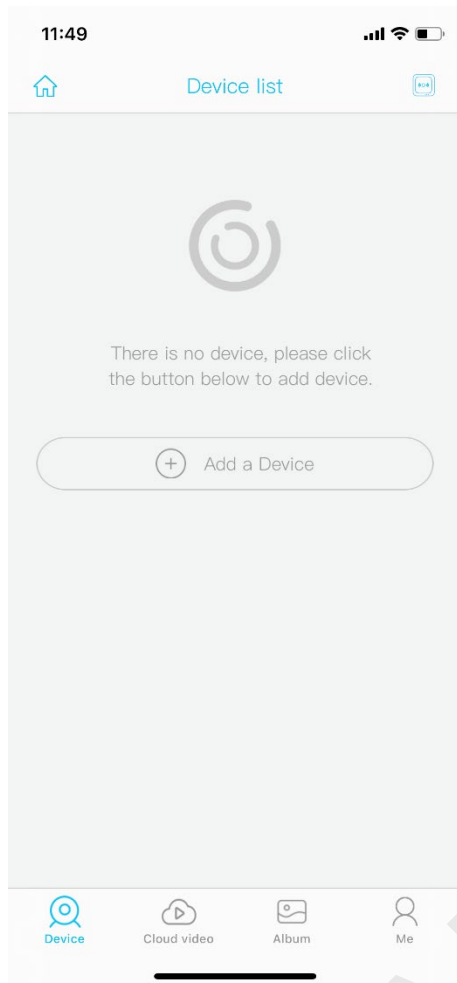 11:49
Device list
There is no device, please click
the button below to add device.
Add a Device
Device
Cloud video
Album
Me